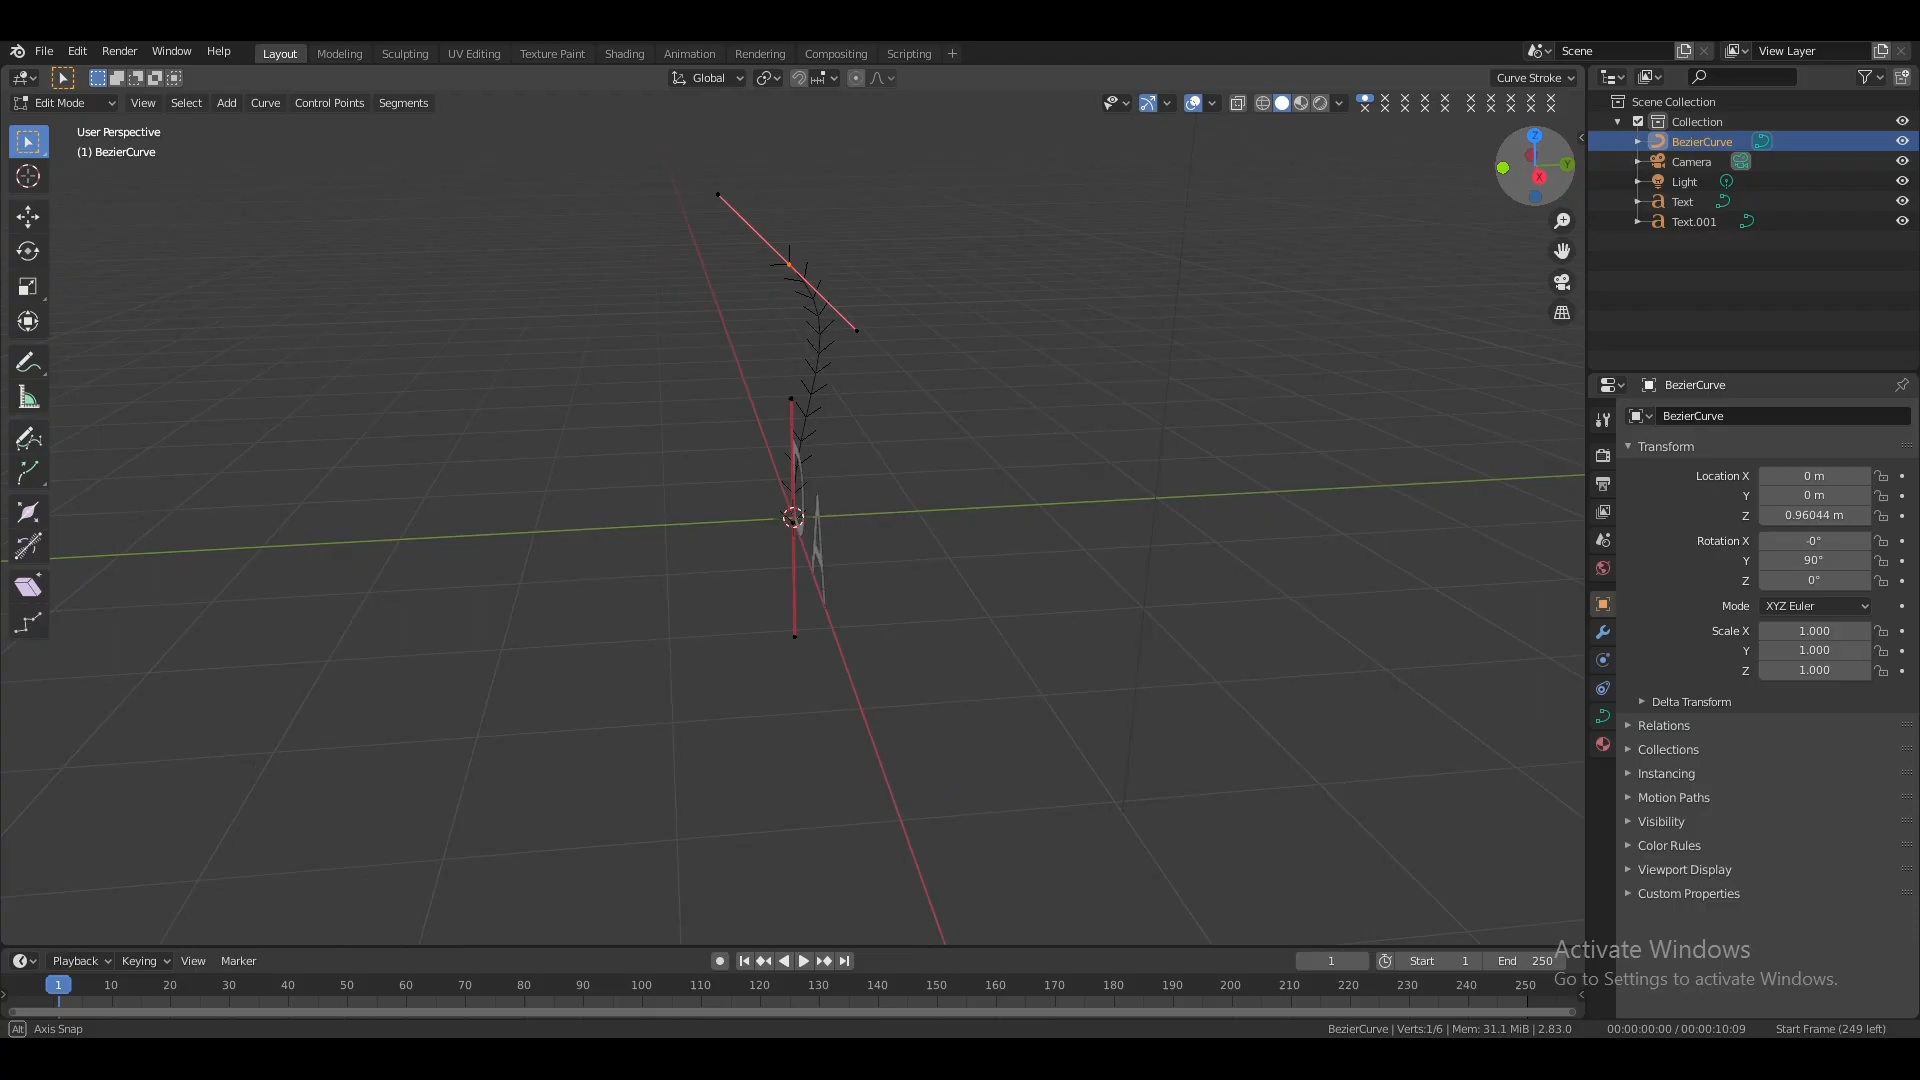 File Edit Render Window Help
Layout Modeling Sculpting UV Editing Texture Paint Shading Animation Rendering Compositing Scripting +
Scene
View Layer
Global
Curve Stroke
Edit Mode View Select Add Curve Control Points Segments
User Perspective
(1) BezierCurve
Z
Y
X
Scene Collection
Collection
BezierCurve
Camera
Light
Text
Text.001
BezierCurve
BezierCurve
Transform
Location X 0 m
Y 0 m
Z 0.96044 m
Rotation X -0°
Y 90°
Z 0°
Mode XYZ Euler
Scale X 1.000
Y 1.000
Z 1.000
Delta Transform
Relations
Collections
Instancing
Motion Paths
Visibility
Color Rules
Viewport Display
Custom Properties
Activate Windows
Go to Settings to activate Windows.
Playback Keying View Marker
1 Start 1 End 250
1 10 20 30 40 50 60 70 80 90 100 110 120 130 140 150 160 170 180 190 200 210 220 230 240 250
Alt Axis Snap
BezierCurve | Verts:1/6 | Mem: 31.1 MiB | 2.83.0 00:00:00:00 / 00:00:10:09 Start Frame (249 left)